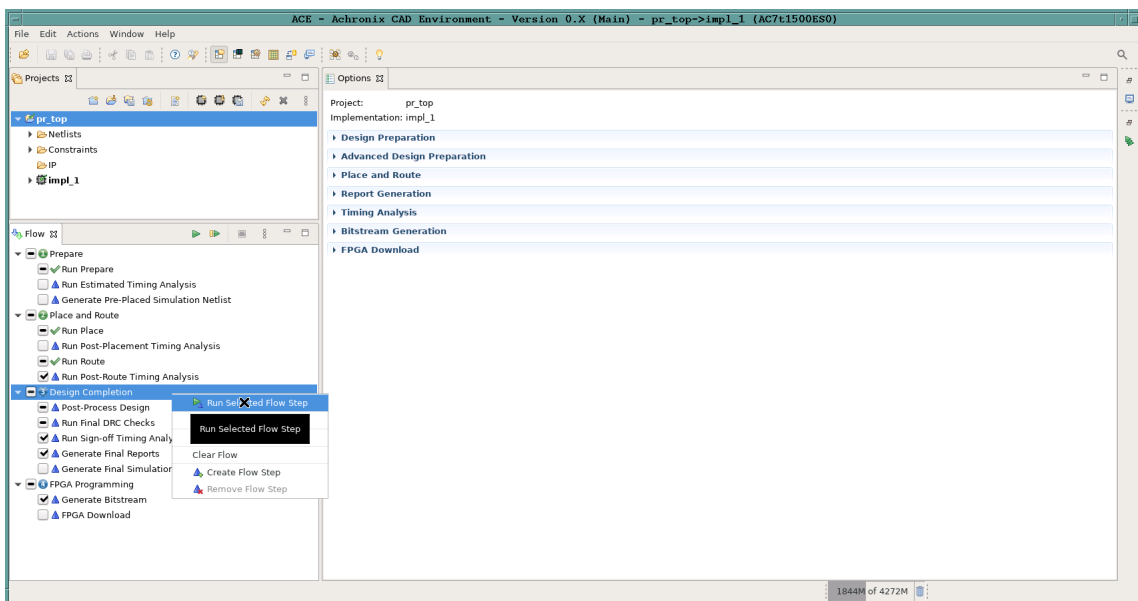 ACE - Achronix CAD Environment - Version 0.X (Main) - pr_top->impl_1 (AC7t1500ES0)
File Edit Actions Window Help
Projects
pr_top
Netlists
Constraints
IP
impl_1
Options
Project: pr_top
Implementation: impl_1
Design Preparation
Advanced Design Preparation
Place and Route
Report Generation
Timing Analysis
Bitstream Generation
FPGA Download
Flow
Prepare
Run Prepare
Run Estimated Timing Analysis
Generate Pre-Placed Simulation Netlist
Place and Route
Run Place
Run Post-Placement Timing Analysis
Run Route
Run Post-Route Timing Analysis
Design Completion
Post-Process Design
Run Final DRC Checks
Run Sign-off Timing Analy
Generate Final Reports
Generate Final Simulation
FPGA Programming
Generate Bitstream
FPGA Download
Run Selected Flow Step
Run Selected Flow Step
Clear Flow
Create Flow Step
Remove Flow Step
1844M of 4272M